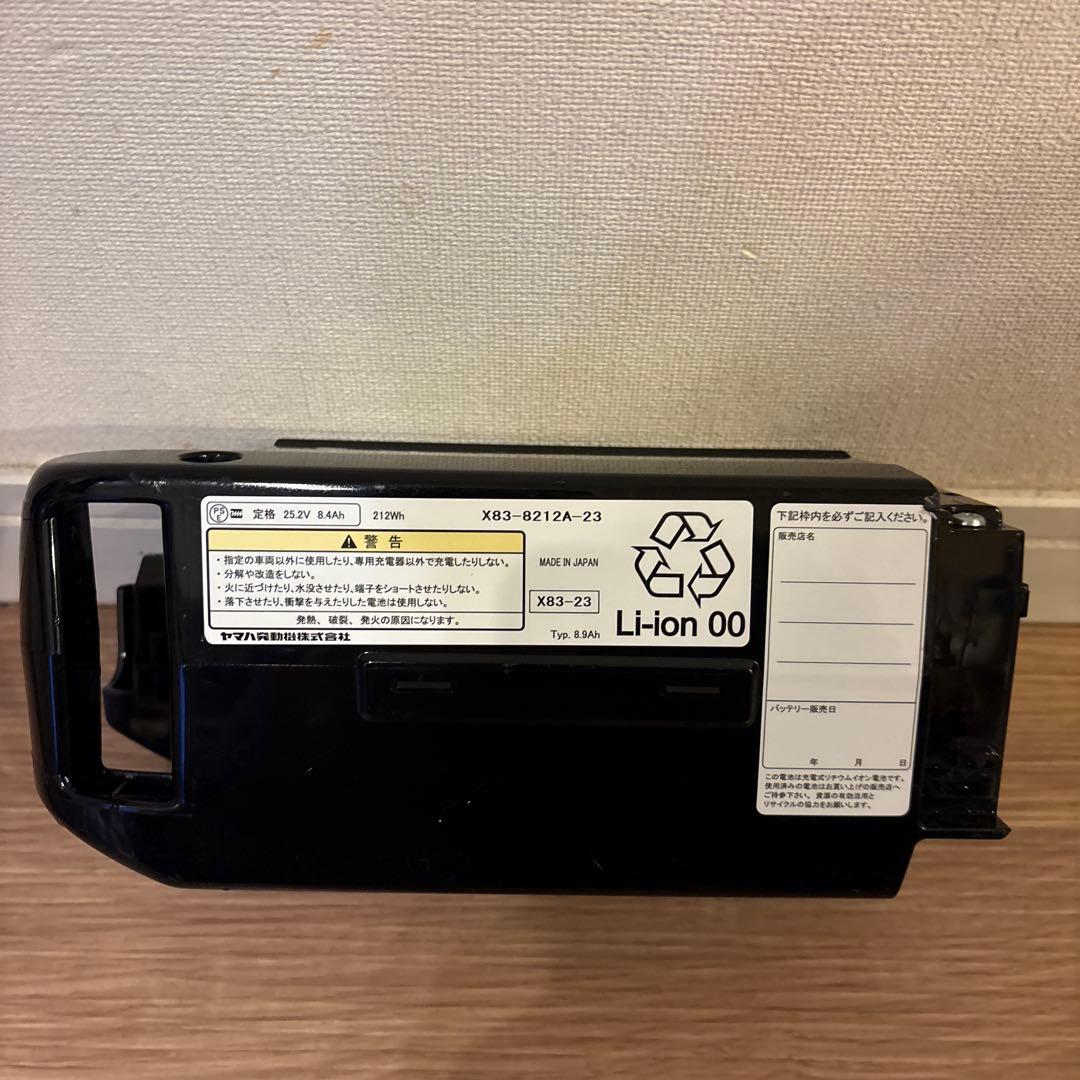 PSE 定格 25.2V 8.4Ah 212Wh X83-8212A-23
警告
・指定の車両以外に使用したり、専用充電器以外で充電したりしない。
・分解や改造をしない。
・火に近づけたり、水没させたり、端子をショートさせたりしない。
・落下させたり、衝撃を与えたりした電池は使用しない。
発熱、破裂、発火の原因になります。
ヤマハ発動機株式会社
MADE IN JAPAN
X83-23
Typ. 8.9Ah
Li-ion 00
下記枠内を必ずご記入ください。
販売店名
バッテリー販売日
年 月 日
この電池は充電式リチウムイオン電池です。
使用済みの電池はお買い上げの販売店へ
ご持参下さい。資源の有効活用と
リサイクルの協力をお願いします。